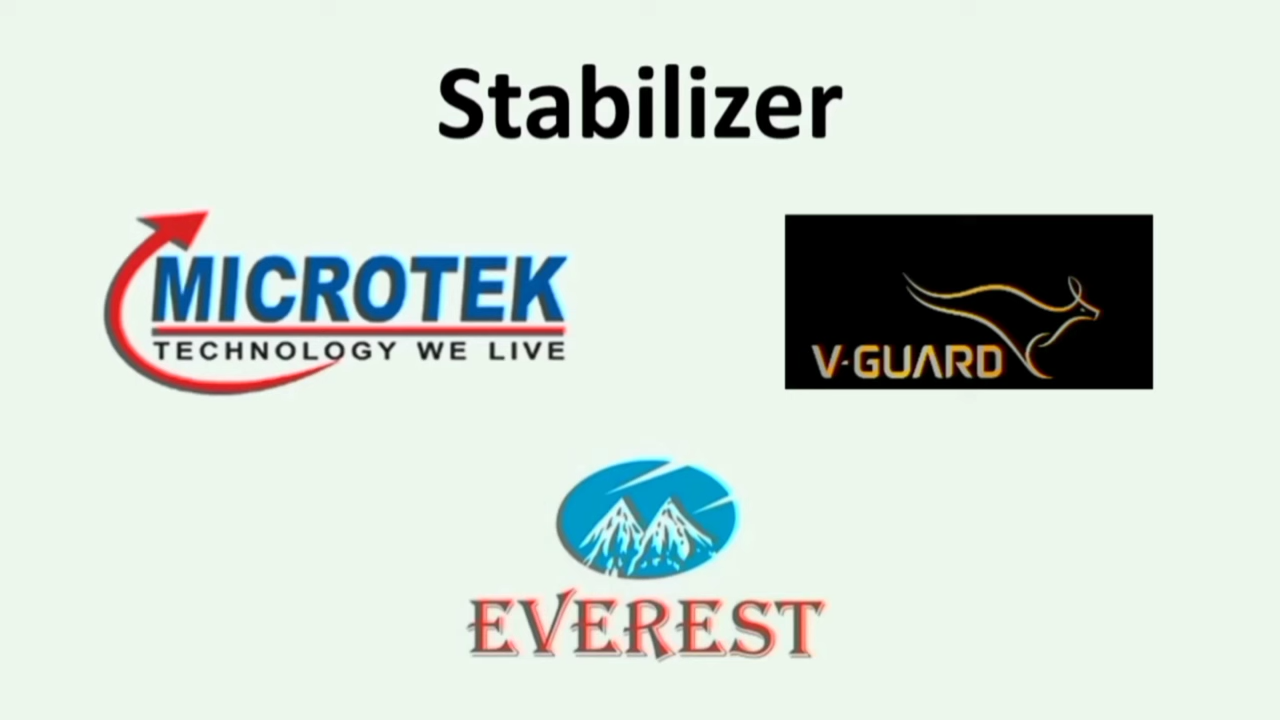 Stabilizer
MICROTEK
TECHNOLOGY WE LIVE
V-GUARD
EVEREST